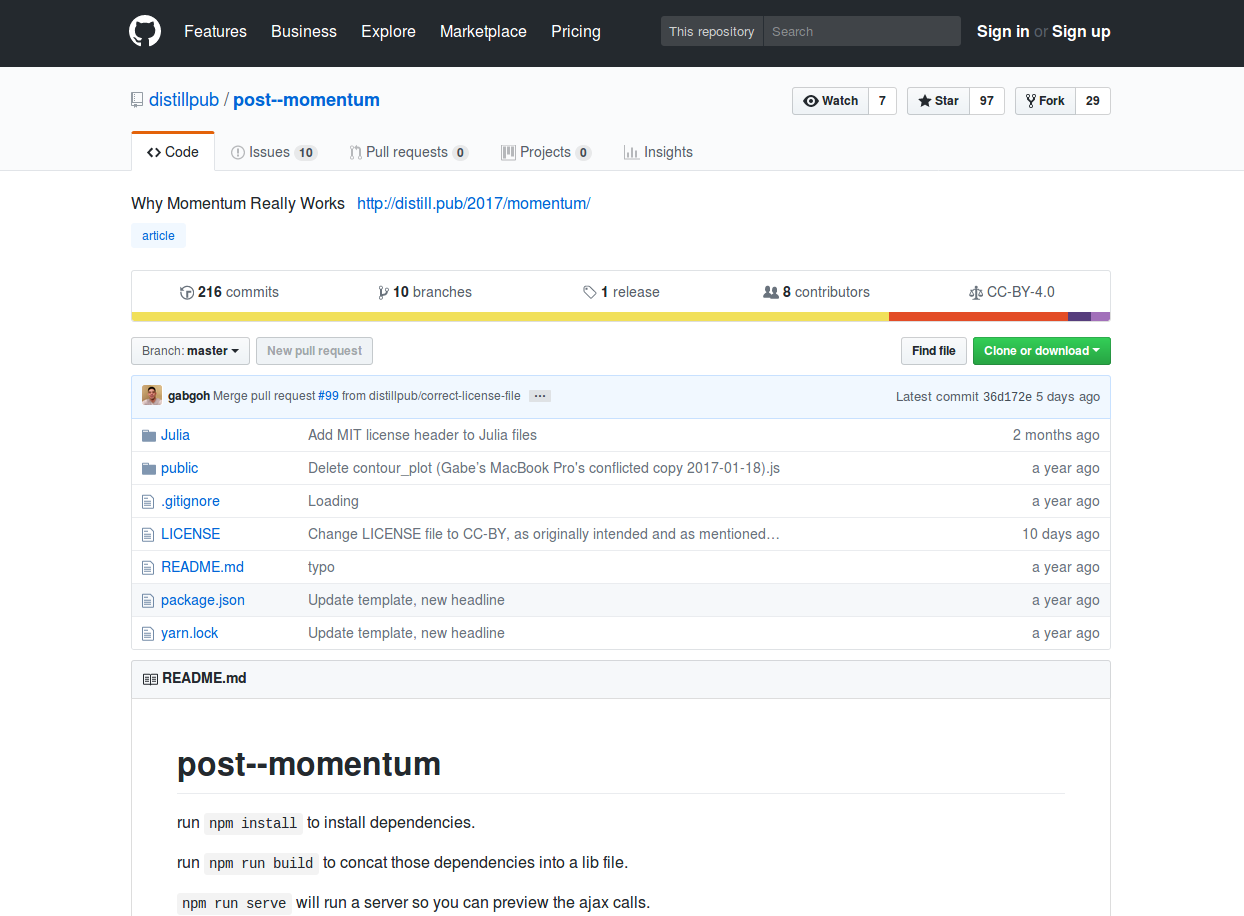 Features Business Explore Marketplace Pricing This repository Search Sign in or Sign up
distillpub / post--momentum Watch 7 Star 97 Fork 29
Code Issues 10 Pull requests 0 Projects 0 Insights
Why Momentum Really Works http://distill.pub/2017/momentum/
article
216 commits 10 branches 1 release 8 contributors CC-BY-4.0
Branch: master New pull request Find file Clone or download
gabgoh Merge pull request #99 from distillpub/correct-license-file … Latest commit 36d172e 5 days ago
Julia Add MIT license header to Julia files 2 months ago
public Delete contour_plot (Gabe’s MacBook Pro's conflicted copy 2017-01-18).js a year ago
.gitignore Loading a year ago
LICENSE Change LICENSE file to CC-BY, as originally intended and as mentioned… 10 days ago
README.md typo a year ago
package.json Update template, new headline a year ago
yarn.lock Update template, new headline a year ago
README.md
post--momentum
run npm install to install dependencies.
run npm run build to concat those dependencies into a lib file.
npm run serve will run a server so you can preview the ajax calls.